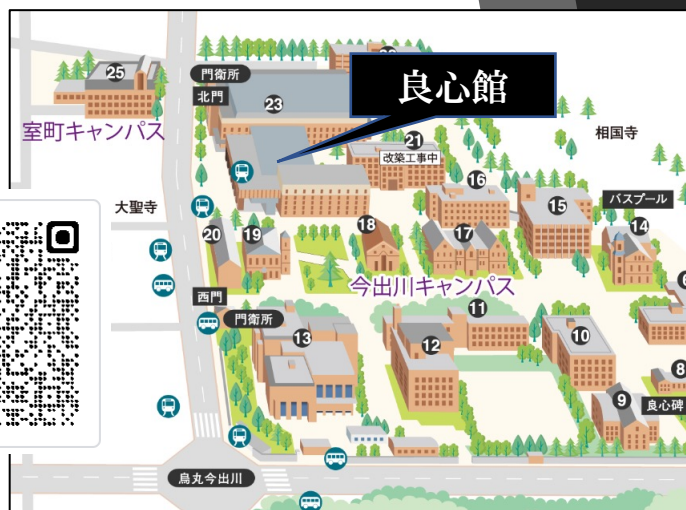 良心館
25
門衛所
北門
23
室町キャンパス
相国寺
21
改築工事中
16
15
バスプール
14
大聖寺
20
19
18
17
今出川キャンパス
西門
門衛所
13
12
11
10
8
9
良心碑
烏丸今出川